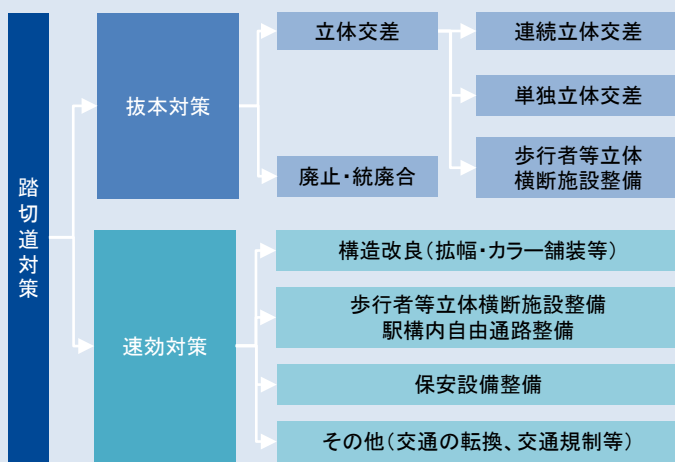 踏切道対策
抜本対策
立体交差
連続立体交差
単独立体交差
歩行者等立体
横断施設整備
廃止・統廃合
速効対策
構造改良（拡幅・カラー舗装等）
歩行者等立体横断施設整備
駅構内自由通路整備
保安設備整備
その他（交通の転換、交通規制等）